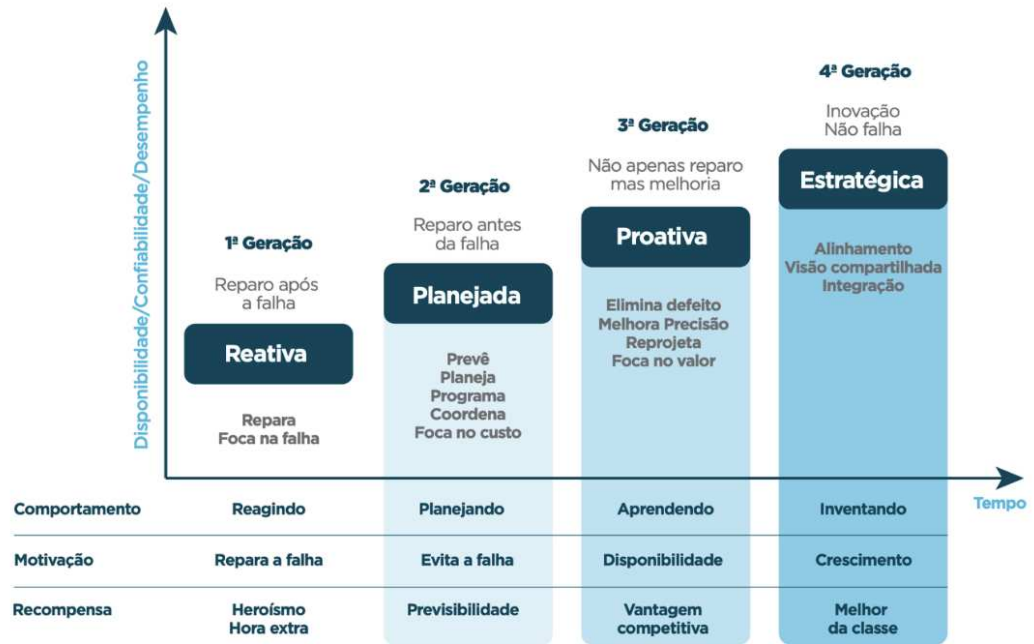 Disponibilidade/Confiabilidade/Desempenho
1ª Geração
Reparo após
a falha
Reativa
Repara
Foca na falha
2ª Geração
Reparo antes
da falha
Planejada
Prevê
Planeja
Programa
Coordena
Foca no custo
3ª Geração
Não apenas reparo
mas melhoria
Proativa
Elimina defeito
Melhora Precisão
Reprojeta
Foca no valor
4ª Geração
Inovação
Não falha
Estratégica
Alinhamento
Visão compartilhada
Integração
Tempo
Comportamento
Reagindo
Planejando
Aprendendo
Inventando
Motivação
Repara a falha
Evita a falha
Disponibilidade
Crescimento
Recompensa
Heroísmo
Hora extra
Previsibilidade
Vantagem
competitiva
Melhor
da classe